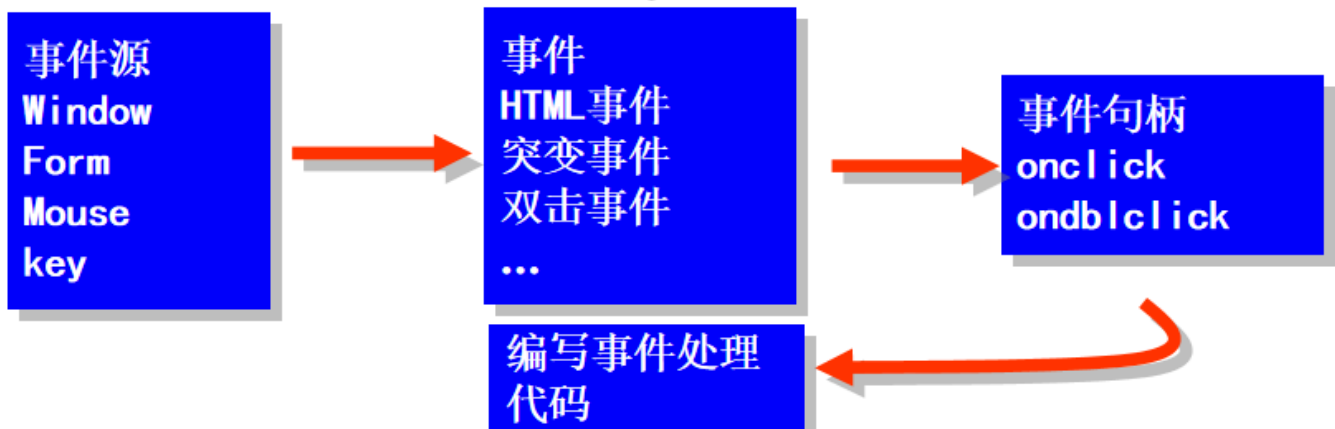 事件源
Window
Form
Mouse
key
事件
HTML事件
突变事件
双击事件
...
事件句柄
onclick
ondblclick
编写事件处理
代码